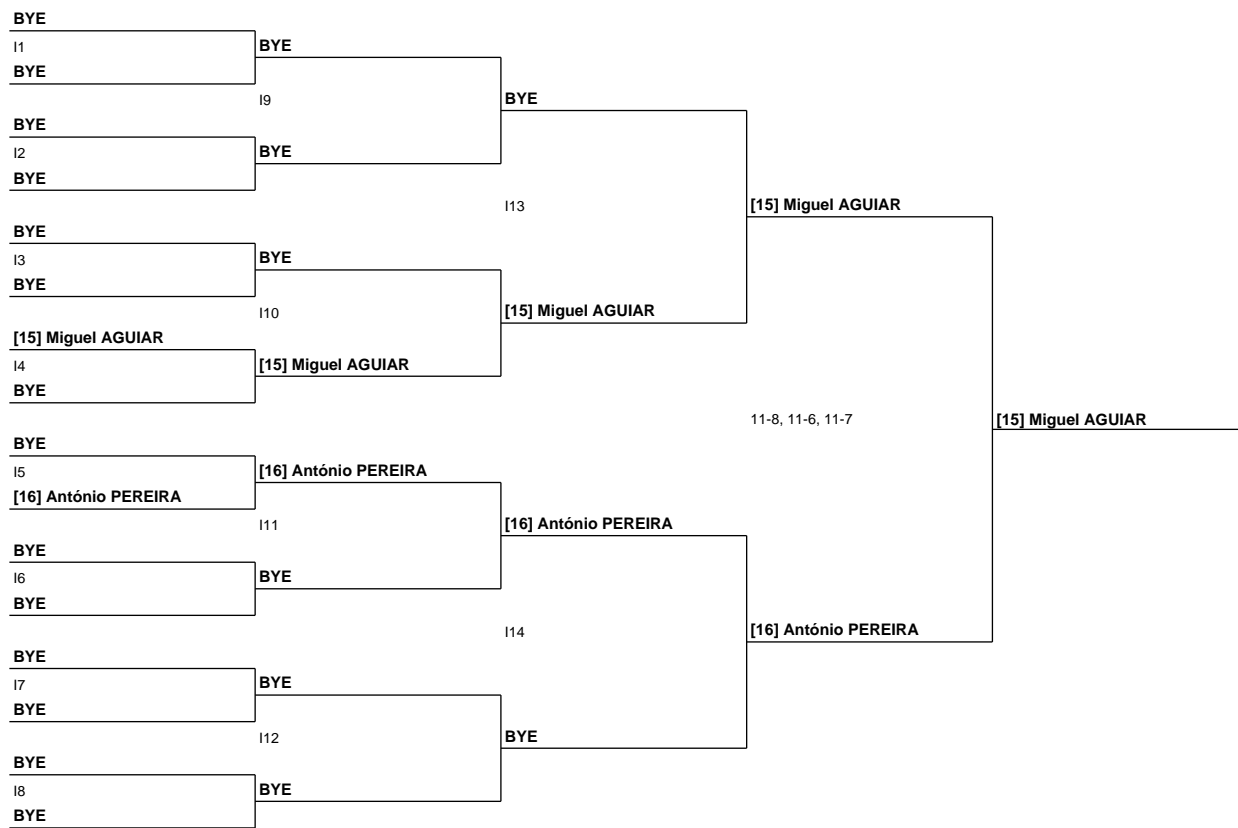 BYE
I1
BYE
BYE
I9
BYE
BYE
I2
BYE
BYE
I13
[15] Miguel AGUIAR
BYE
I3
BYE
BYE
I10
[15] Miguel AGUIAR
[15] Miguel AGUIAR
I4
[15] Miguel AGUIAR
BYE
11-8, 11-6, 11-7
[15] Miguel AGUIAR
BYE
I5
[16] António PEREIRA
[16] António PEREIRA
I11
[16] António PEREIRA
BYE
I6
BYE
BYE
I14
[16] António PEREIRA
BYE
I7
BYE
BYE
I12
BYE
BYE
I8
BYE
BYE